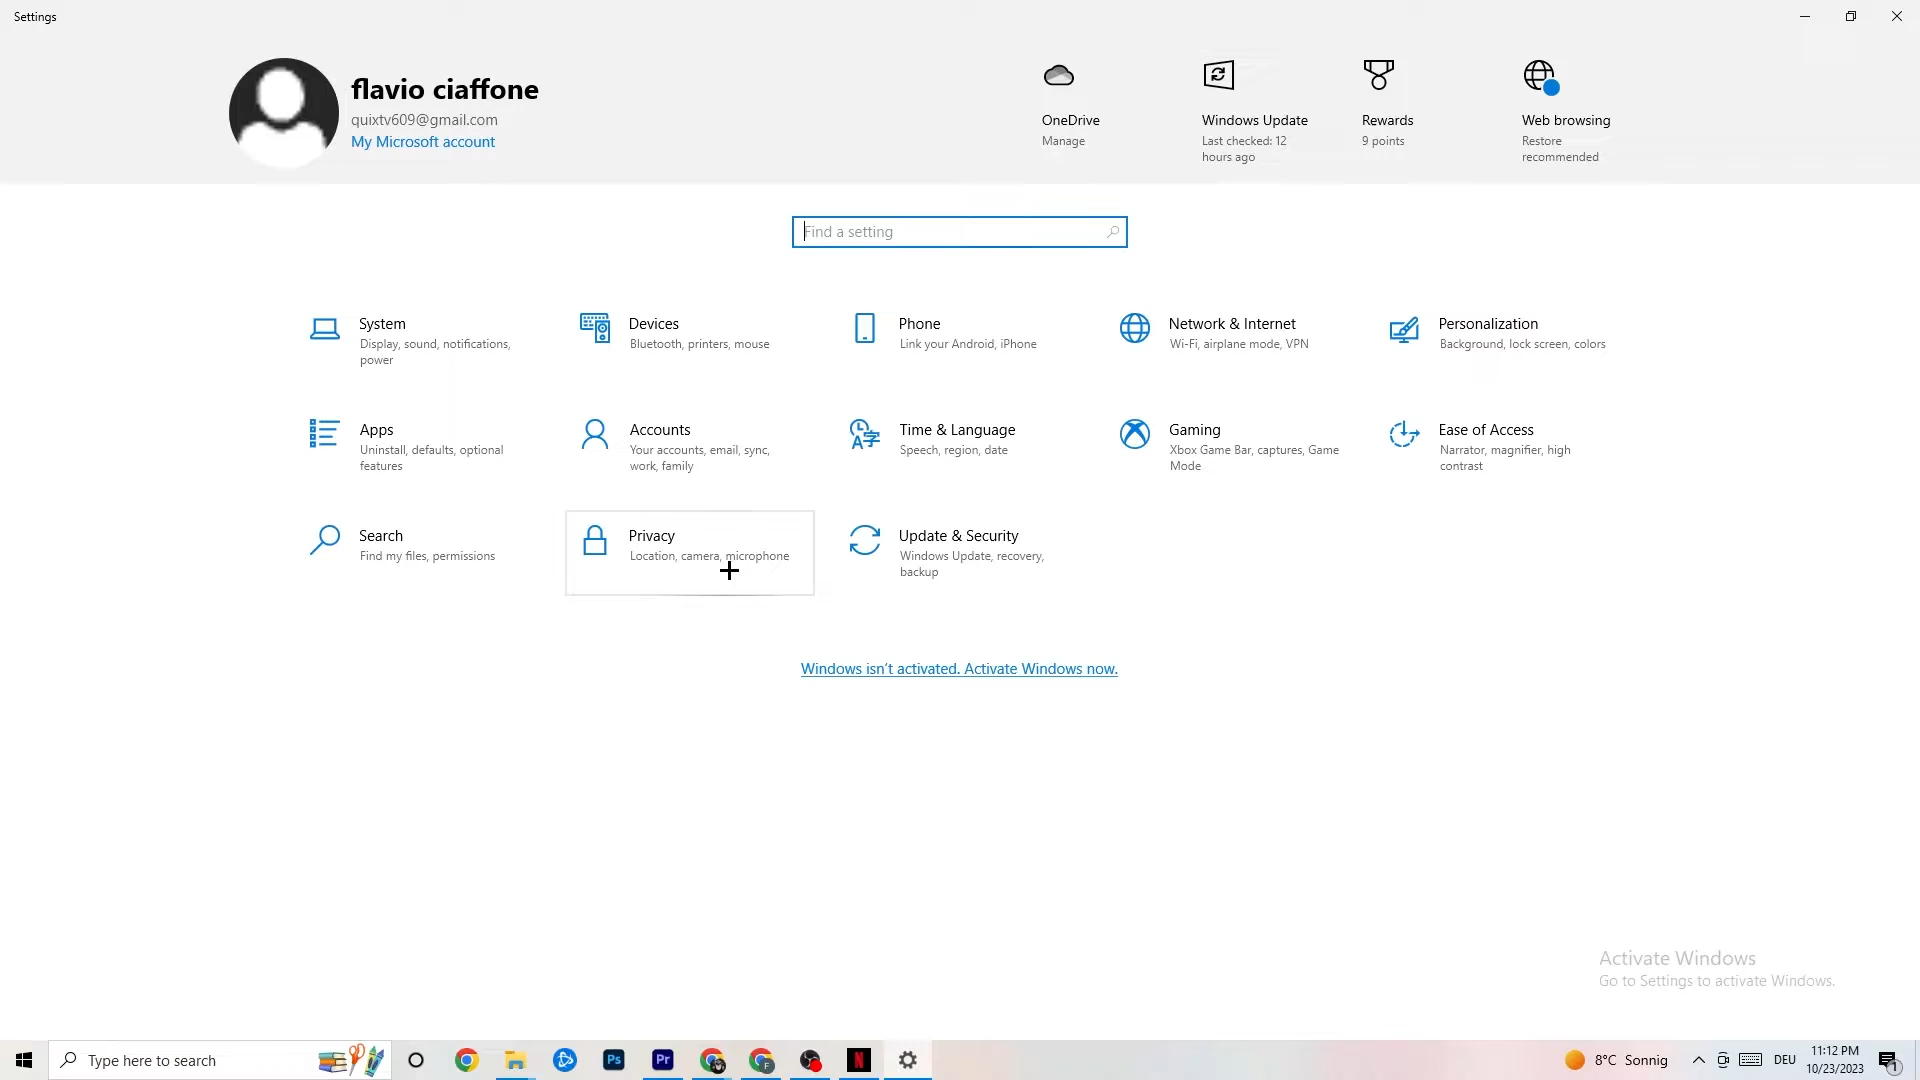 Settings
flavio ciaffone
quixtv609@gmail.com
My Microsoft account
OneDrive
Manage
Windows Update
Last checked: 12
hours ago
Rewards
9 points
Web browsing
Restore
recommended
Find a setting
System
Display, sound, notifications,
power
Devices
Bluetooth, printers, mouse
Phone
Link your Android, iPhone
Network & Internet
Wi-Fi, airplane mode, VPN
Personalization
Background, lock screen, colors
Apps
Uninstall, defaults, optional
features
Accounts
Your accounts, email, sync,
work, family
Time & Language
Speech, region, date
Gaming
Xbox Game Bar, captures, Game
Mode
Ease of Access
Narrator, magnifier, high
contrast
Search
Find my files, permissions
Privacy
Location, camera, microphone
Update & Security
Windows Update, recovery,
backup
Windows isn't activated. Activate Windows now.
Activate Windows
Go to Settings to activate Windows.
Type here to search
Ps
Pr
F
N
8°C Sonnig
DEU
11:12 PM
10/23/2023
1